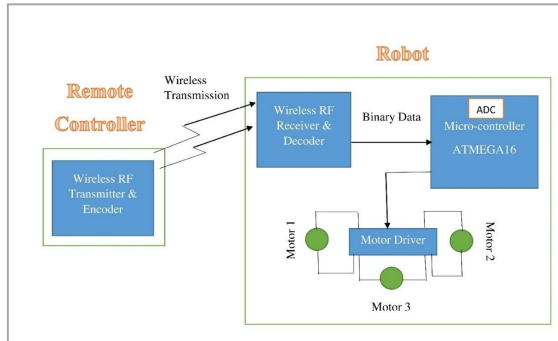 Robot
Remote
Controller
Wireless
Transmission
Wireless RF
Transmitter &
Encoder
Wireless RF
Receiver &
Decoder
Binary Data
ADC
Micro-controller
ATMEGA16
Motor Driver
Motor 1
Motor 2
Motor 3